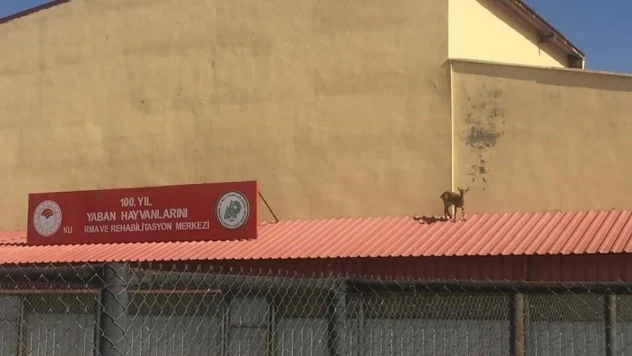 100. YIL
YABAN HAYVANLARINI
KU RMA VE REHABİLİTASYON MERKEZİ